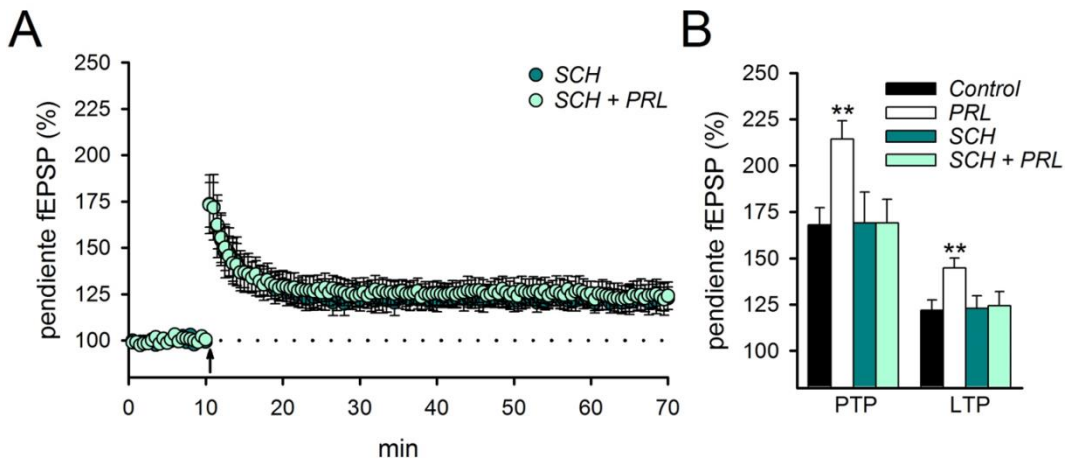 A
pendiente fEPSP (%)
250
225
200
175
150
125
100
SCH
SCH + PRL
0
10
20
30
40
50
60
70
min
B
pendiente fEPSP (%)
250
225
200
175
150
125
100
Control
PRL
SCH
SCH + PRL
**
**
PTP
LTP